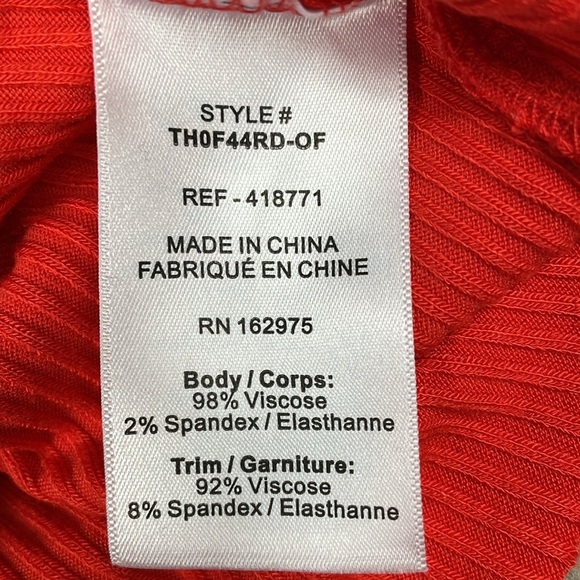 STYLE #
TH0F44RD-OF
REF - 418771
MADE IN CHINA
FABRIQUÉ EN CHINE
RN 162975
Body / Corps:
98% Viscose
2% Spandex / Elasthanne
Trim / Garniture:
92% Viscose
8% Spandex / Elasthanne